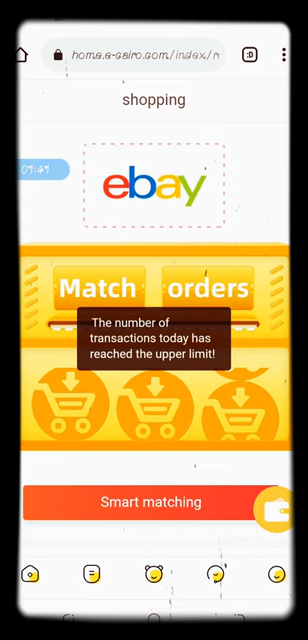 home.e-cairo.com/index/r
:D
shopping
09:49
ebay
Match orders
The number of
transactions today has
reached the upper limit!
Smart matching